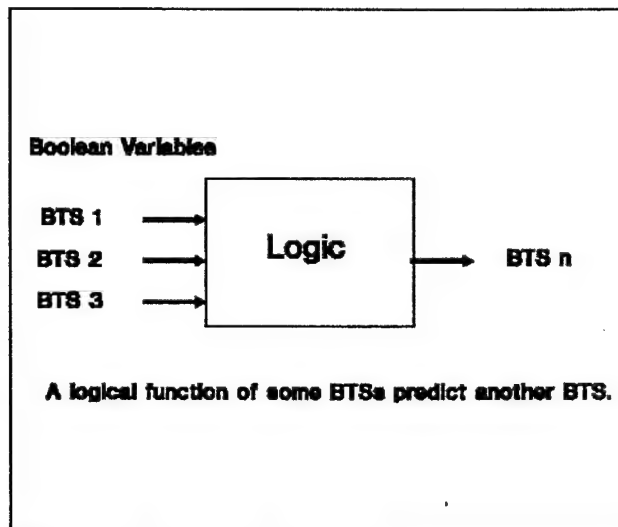 Boolean Variables
BTS 1
BTS 2
BTS 3
Logic
BTS n
A logical function of some BTSs predict another BTS.